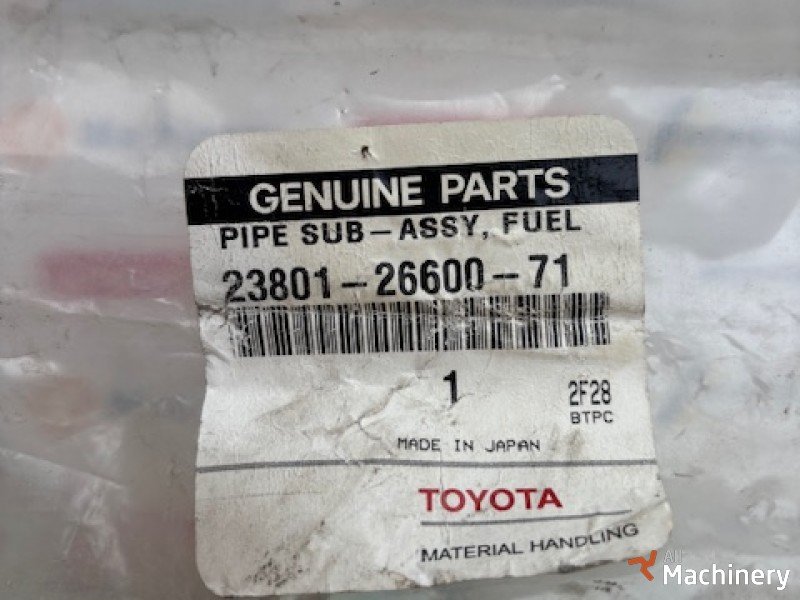 GENUINE PARTS
PIPE SUB-ASSY, FUEL
23801-26600-71
1
2F28
BTPC
MADE IN JAPAN
TOYOTA
MATERIAL HANDLING
All
Machinery